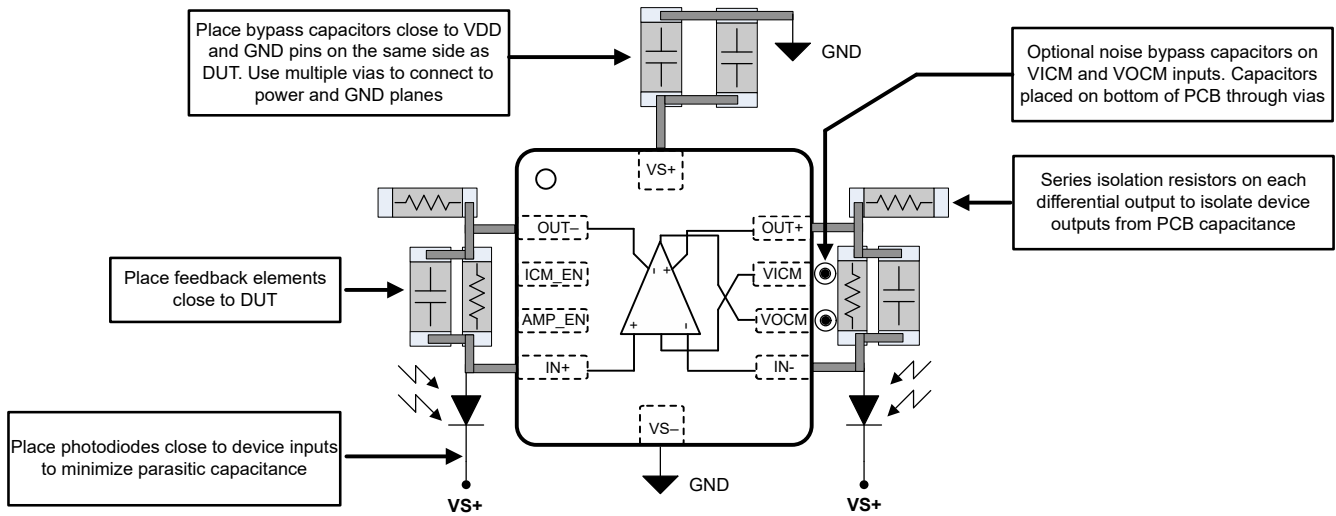 Place bypass capacitors close to VDD
and GND pins on the same side as
DUT. Use multiple vias to connect to
power and GND planes
GND
Optional noise bypass capacitors on
VICM and VOCM inputs. Capacitors
placed on bottom of PCB through vias
Series isolation resistors on each
differential output to isolate device
outputs from PCB capacitance
Place feedback elements
close to DUT
Place photodiodes close to device inputs
to minimize parasitic capacitance
VS+
OUT–
ICM_EN
AMP_EN
IN+
OUT+
VICM
VOCM
IN-
- +
+ -
VS–
GND
VS+
VS+